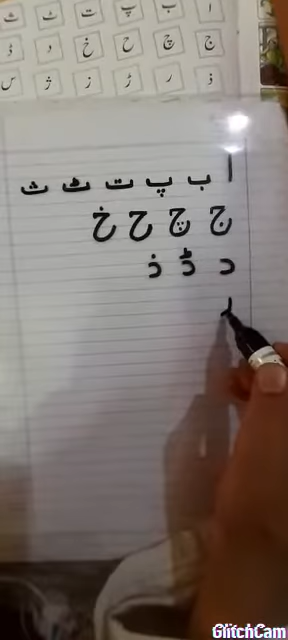 ا ب پ ت ٹ ث
ج چ ح خ د ڈ
ذ ر ڑ ز ژ س
ا ب پ ت ٹ ث
ج چ ح خ
د ڈ ذ
ر
GlitchCam